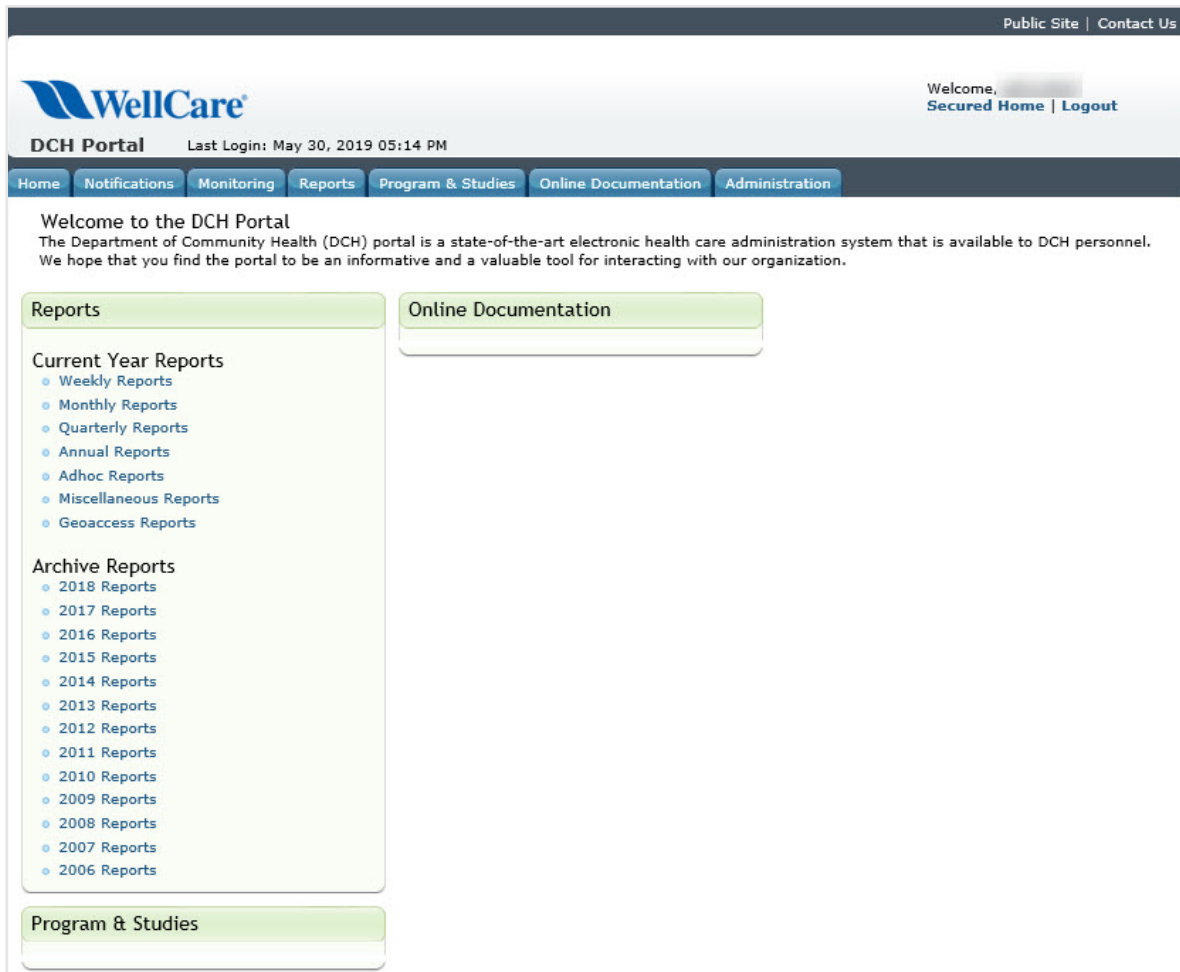 Public Site | Contact Us
WellCare®
Welcome,
Secured Home | Logout
DCH Portal Last Login: May 30, 2019 05:14 PM
Home Notifications Monitoring Reports Program & Studies Online Documentation Administration
Welcome to the DCH Portal
The Department of Community Health (DCH) portal is a state-of-the-art electronic health care administration system that is available to DCH personnel.
We hope that you find the portal to be an informative and a valuable tool for interacting with our organization.
Reports
Current Year Reports
Weekly Reports
Monthly Reports
Quarterly Reports
Annual Reports
Adhoc Reports
Miscellaneous Reports
Geoaccess Reports
Archive Reports
2018 Reports
2017 Reports
2016 Reports
2015 Reports
2014 Reports
2013 Reports
2012 Reports
2011 Reports
2010 Reports
2009 Reports
2008 Reports
2007 Reports
2006 Reports
Program & Studies
Online Documentation